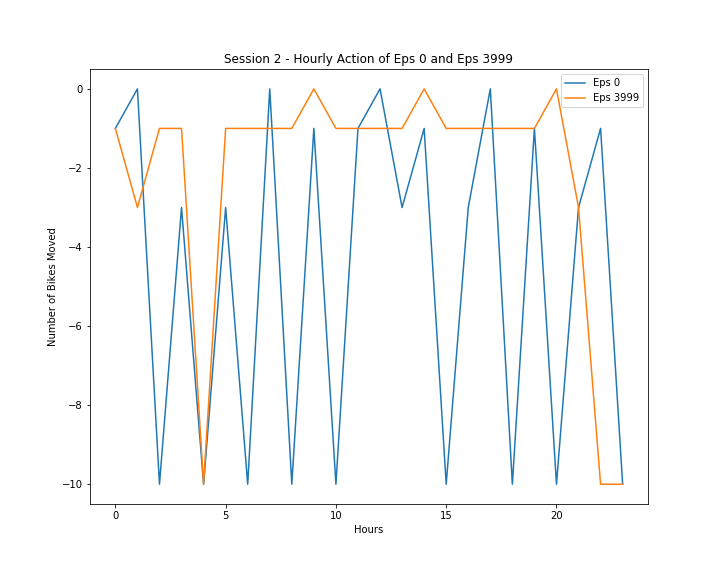 Session 2 - Hourly Action of Eps 0 and Eps 3999
Eps 0
Eps 3999
Number of Bikes Moved
0
−2
−4
−6
−8
−10
0 5 10 15 20
Hours